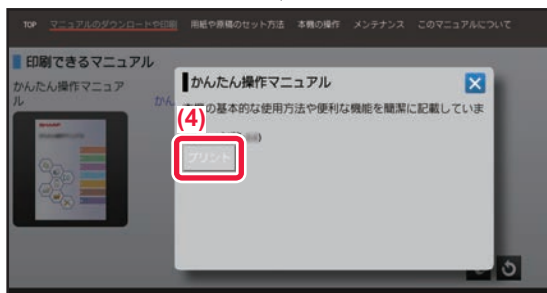 TOP マニュアルのダウンロードや印刷 用紙や原稿のセット方法 本機の操作 メンテナンス このマニュアルについて
印刷できるマニュアル
かんたん操作マニュア
ル
かん
かんたん操作マニュアル
の基本的な使用方法や便利な機能を簡潔に記載していま
(4)
プリント
SHARP